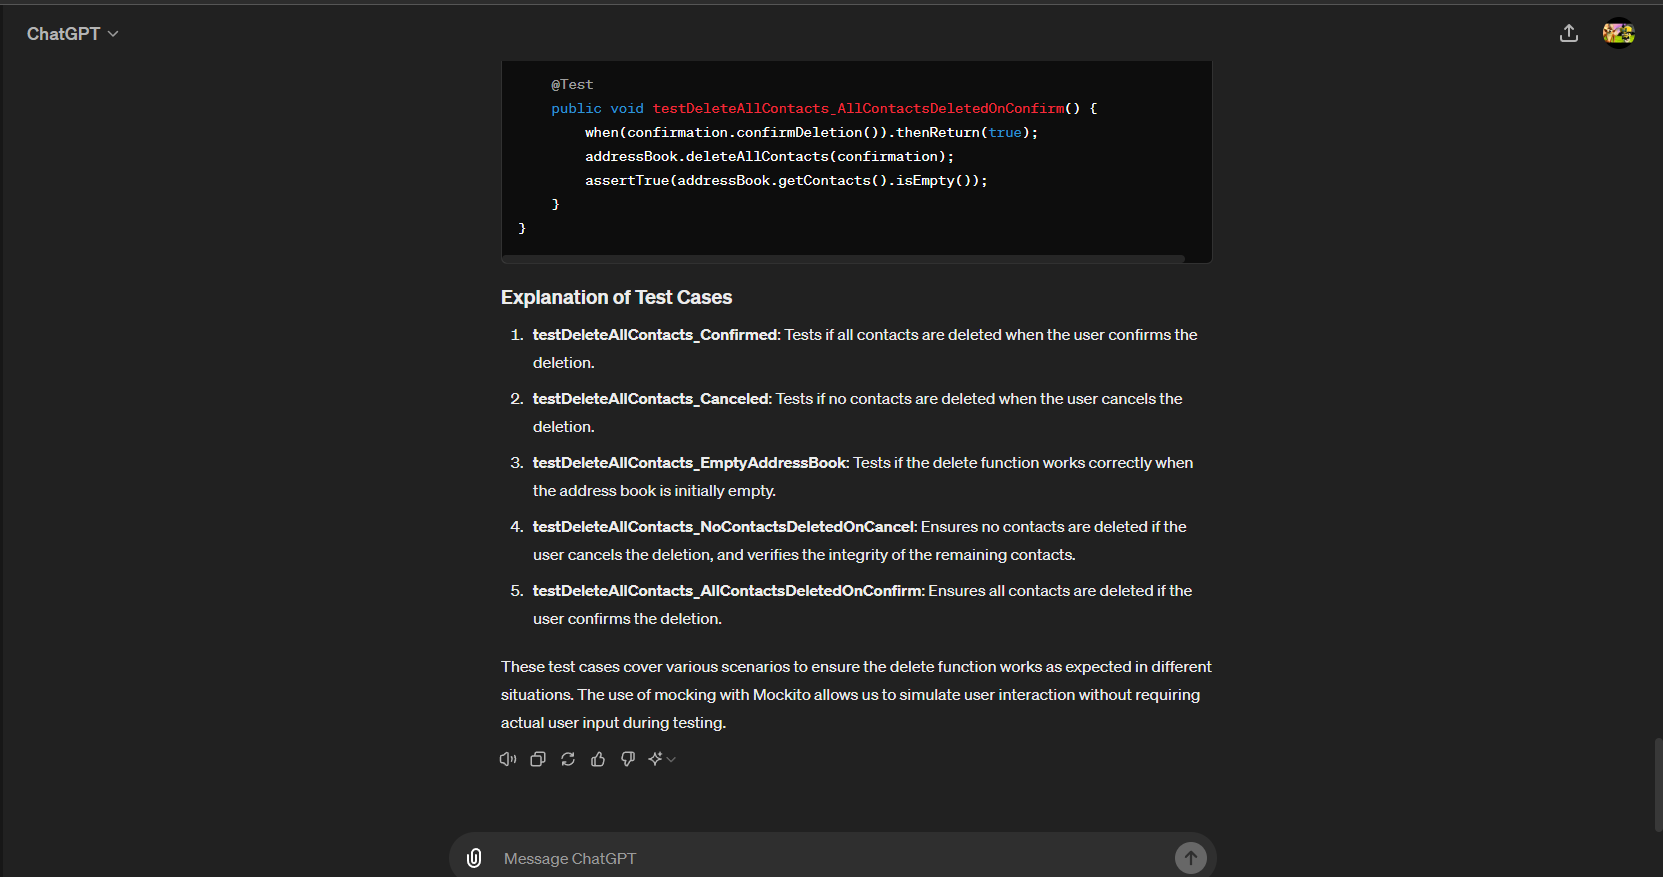 ChatGPT
@Test
public void testDeleteAllContacts_AllContactsDeletedOnConfirm() {
when(confirmation.confirmDeletion()).thenReturn(true);
addressBook.deleteAllContacts(confirmation);
assertTrue(addressBook.getContacts().isEmpty());
}
}
Explanation of Test Cases
1. testDeleteAllContacts_Confirmed: Tests if all contacts are deleted when the user confirms the
deletion.
2. testDeleteAllContacts_Canceled: Tests if no contacts are deleted when the user cancels the
deletion.
3. testDeleteAllContacts_EmptyAddressBook: Tests if the delete function works correctly when
the address book is initially empty.
4. testDeleteAllContacts_NoContactsDeletedOnCancel: Ensures no contacts are deleted if the
user cancels the deletion, and verifies the integrity of the remaining contacts.
5. testDeleteAllContacts_AllContactsDeletedOnConfirm: Ensures all contacts are deleted if the
user confirms the deletion.
These test cases cover various scenarios to ensure the delete function works as expected in different
situations. The use of mocking with Mockito allows us to simulate user interaction without requiring
actual user input during testing.
Message ChatGPT